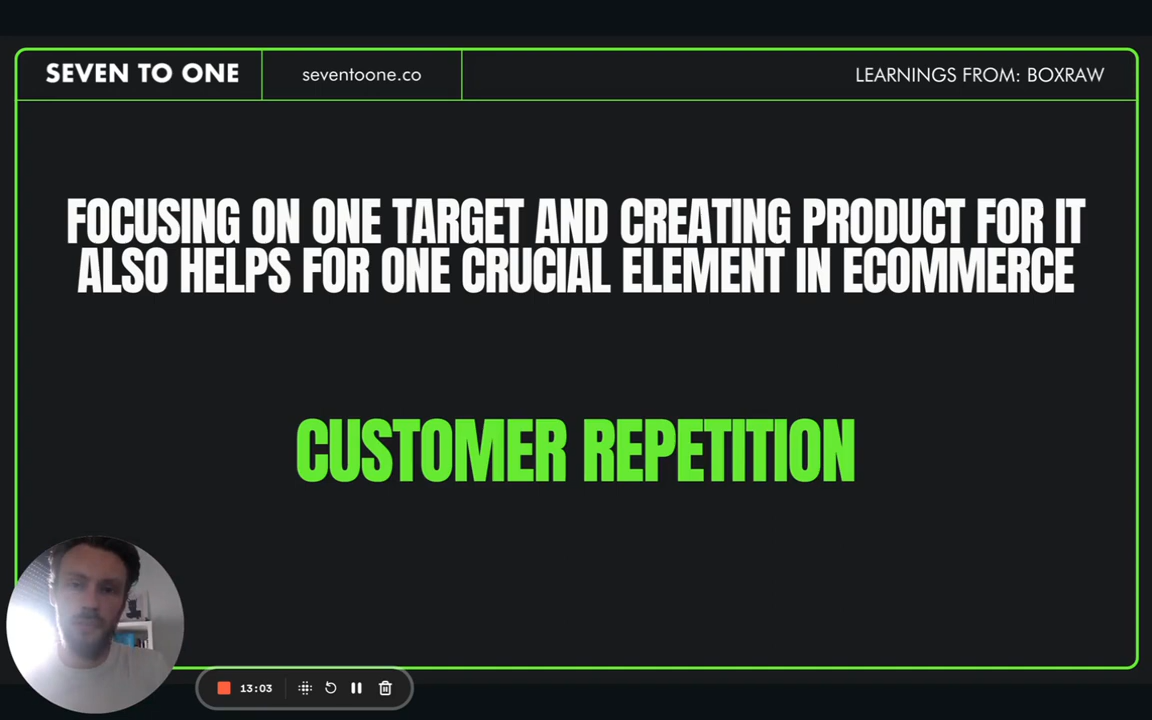 SEVEN TO ONE
seventoone.co
LEARNINGS FROM: BOXRAW
FOCUSING ON ONE TARGET AND CREATING PRODUCT FOR IT
ALSO HELPS FOR ONE CRUCIAL ELEMENT IN ECOMMERCE
CUSTOMER REPETITION
13:03